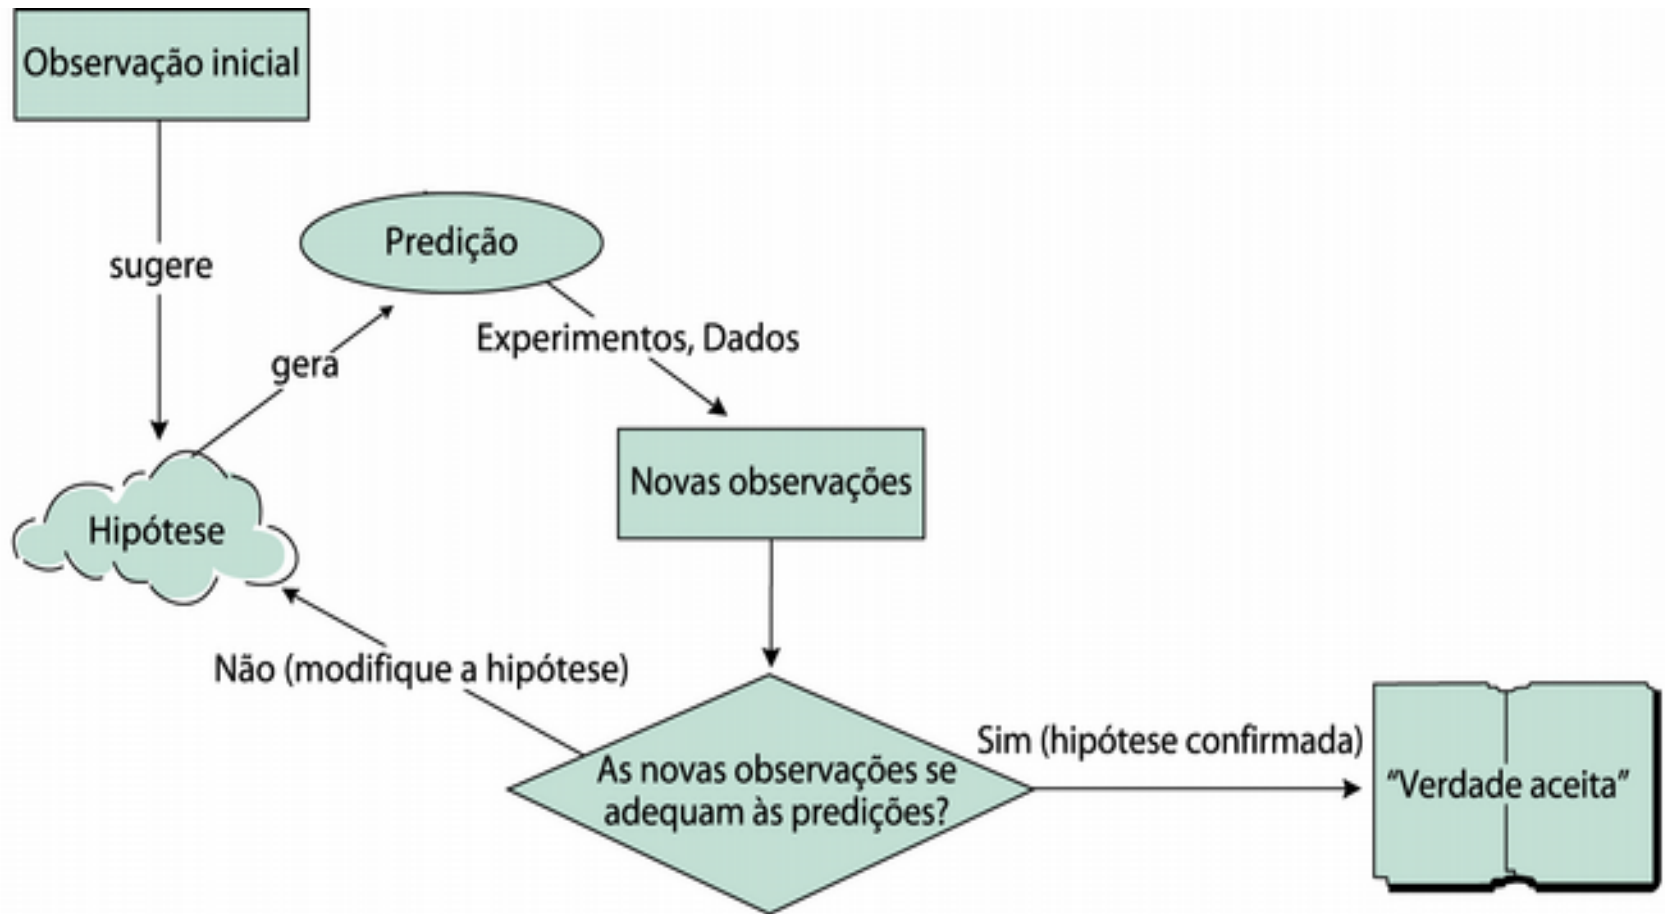 Observação inicial
sugere
Predição
Experimentos, Dados
gera
Novas observações
Hipótese
Não (modifique a hipótese)
As novas observações se
adequam às predições?
Sim (hipótese confirmada)
"Verdade aceita"